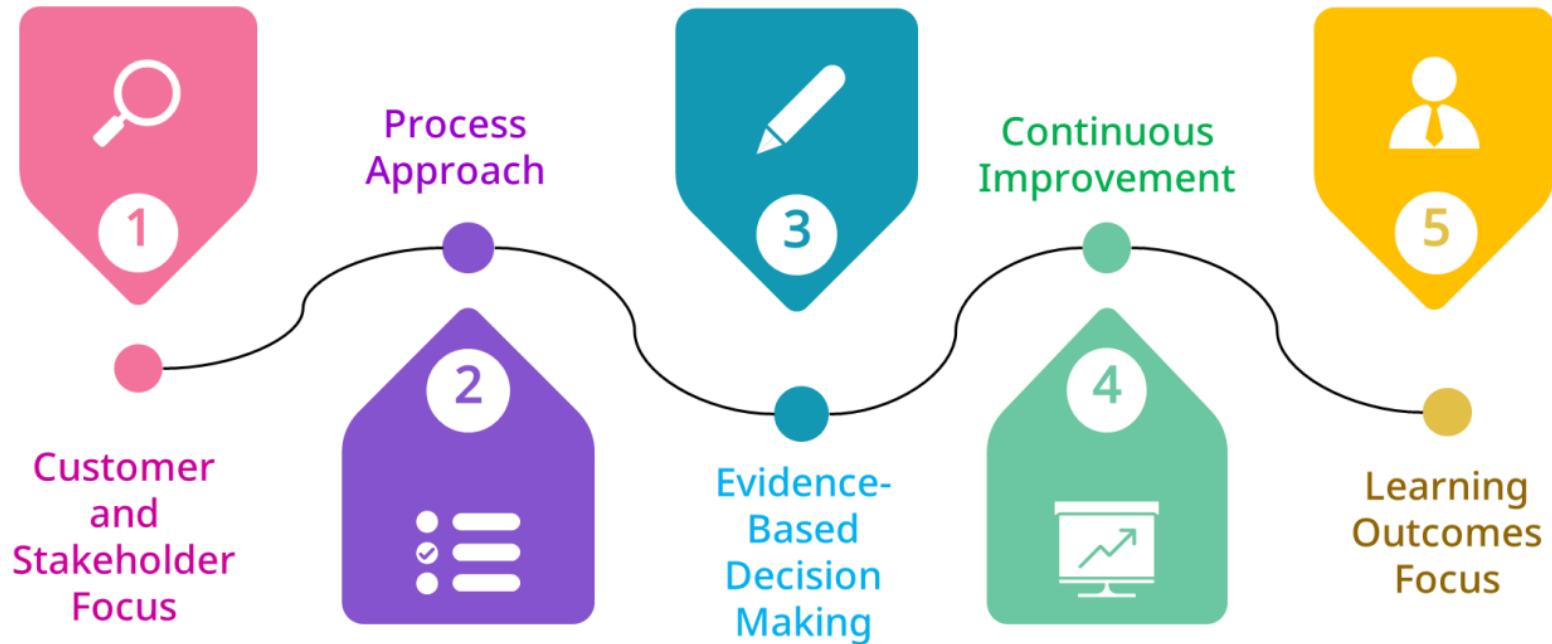 1
Customer
and
Stakeholder
Focus
Process
Approach
2
3
Evidence-
Based
Decision
Making
Continuous
Improvement
4
5
Learning
Outcomes
Focus